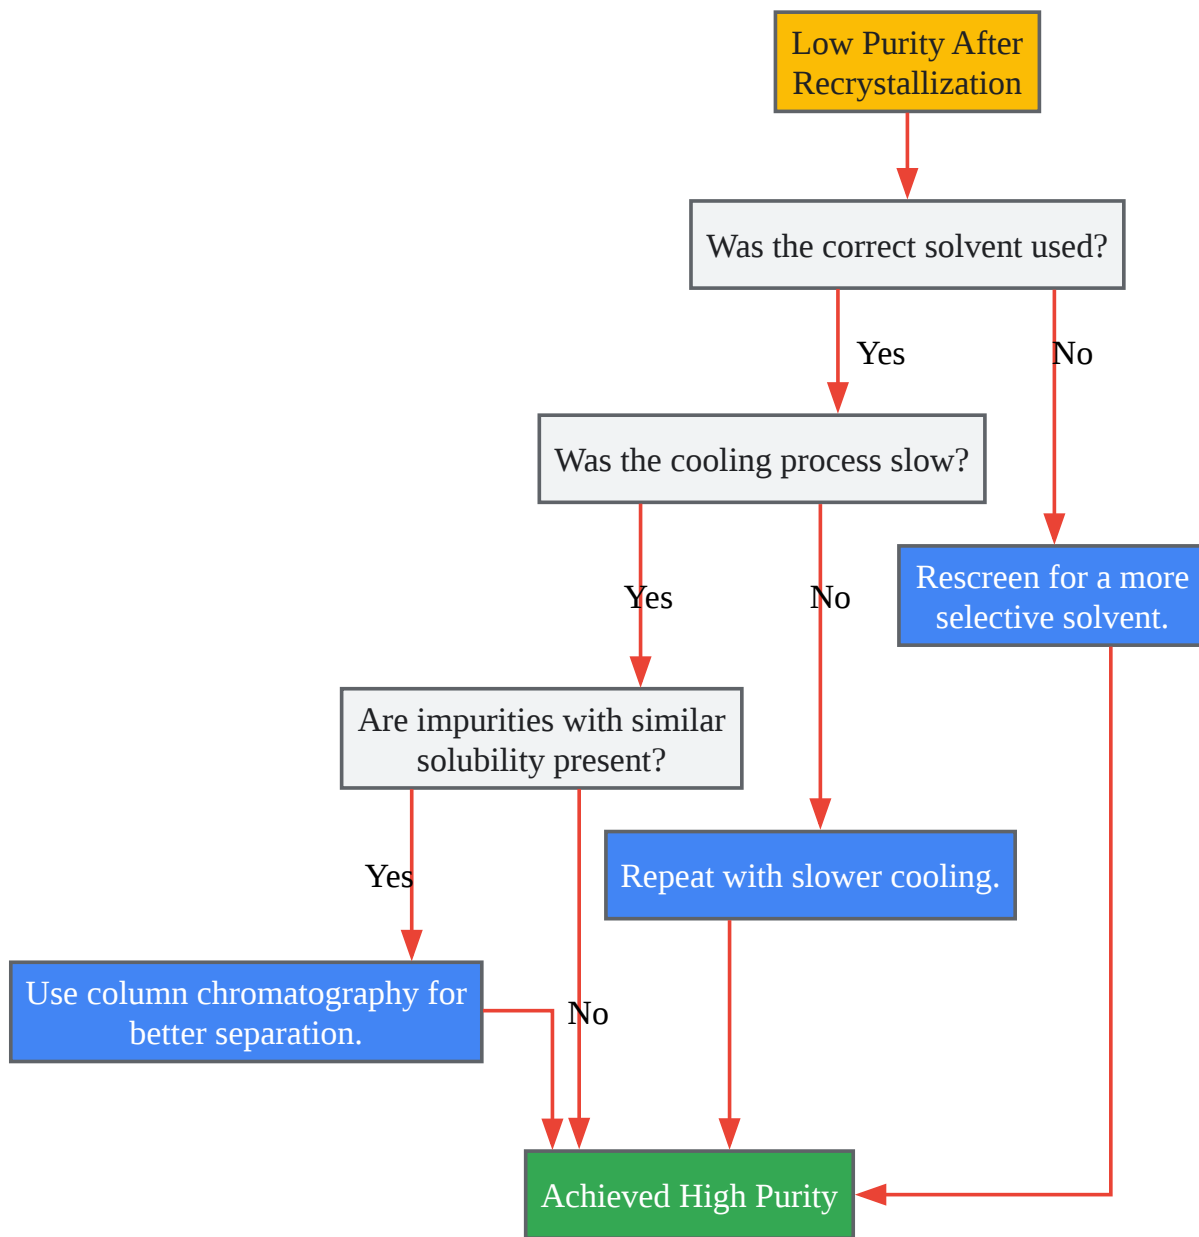 Low Purity After
Recrystallization
Was the correct solvent used?
Yes
No
Was the cooling process slow?
Rescreen for a more
selective solvent.
Yes
No
Are impurities with similar
solubility present?
Yes
Repeat with slower cooling.
Use column chromatography for
better separation.
No
Achieved High Purity